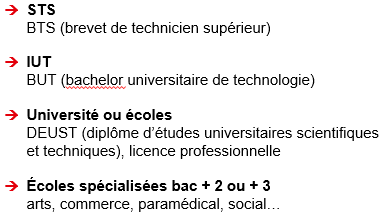 → STS
BTS (brevet de technicien supérieur)
→ IUT
BUT (bachelor universitaire de technologie)
→ Université ou écoles
DEUST (diplôme d'études universitaires scientifiques
et techniques), licence professionnelle
→ Écoles spécialisées bac + 2 ou + 3
arts, commerce, paramédical, social…